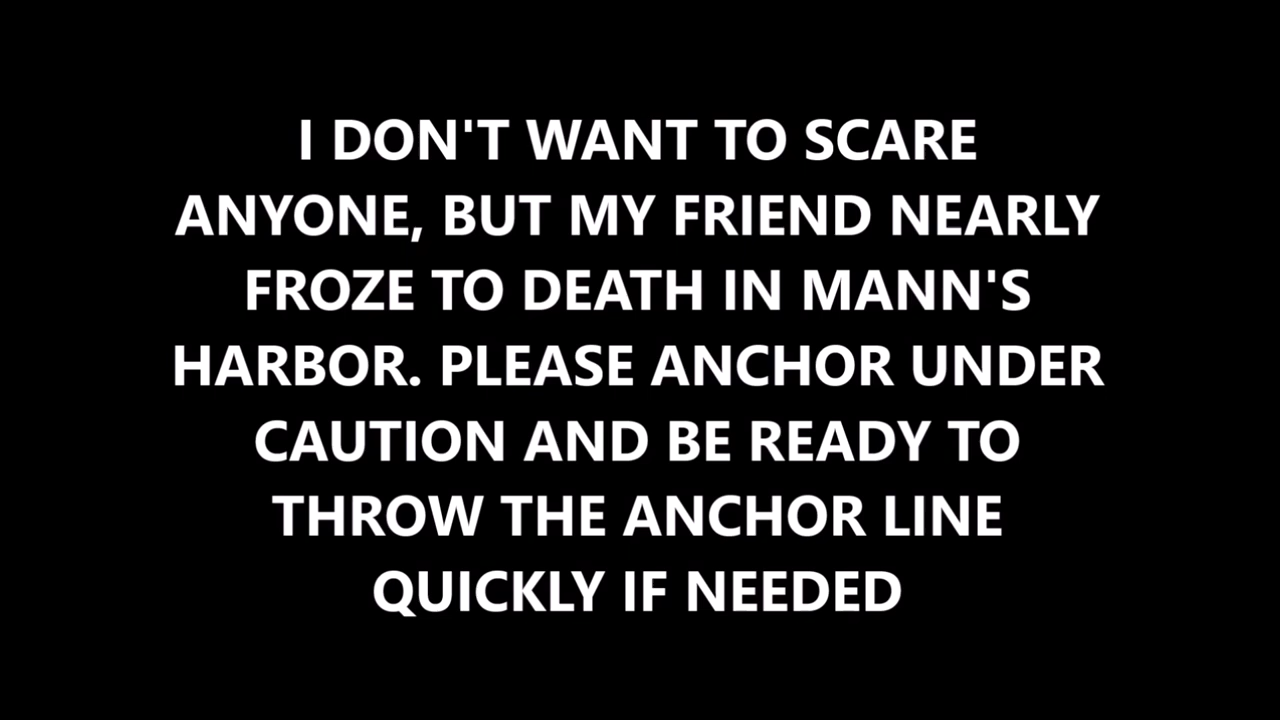 I DON'T WANT TO SCARE
ANYONE, BUT MY FRIEND NEARLY
FROZE TO DEATH IN MANN'S
HARBOR. PLEASE ANCHOR UNDER
CAUTION AND BE READY TO
THROW THE ANCHOR LINE
QUICKLY IF NEEDED